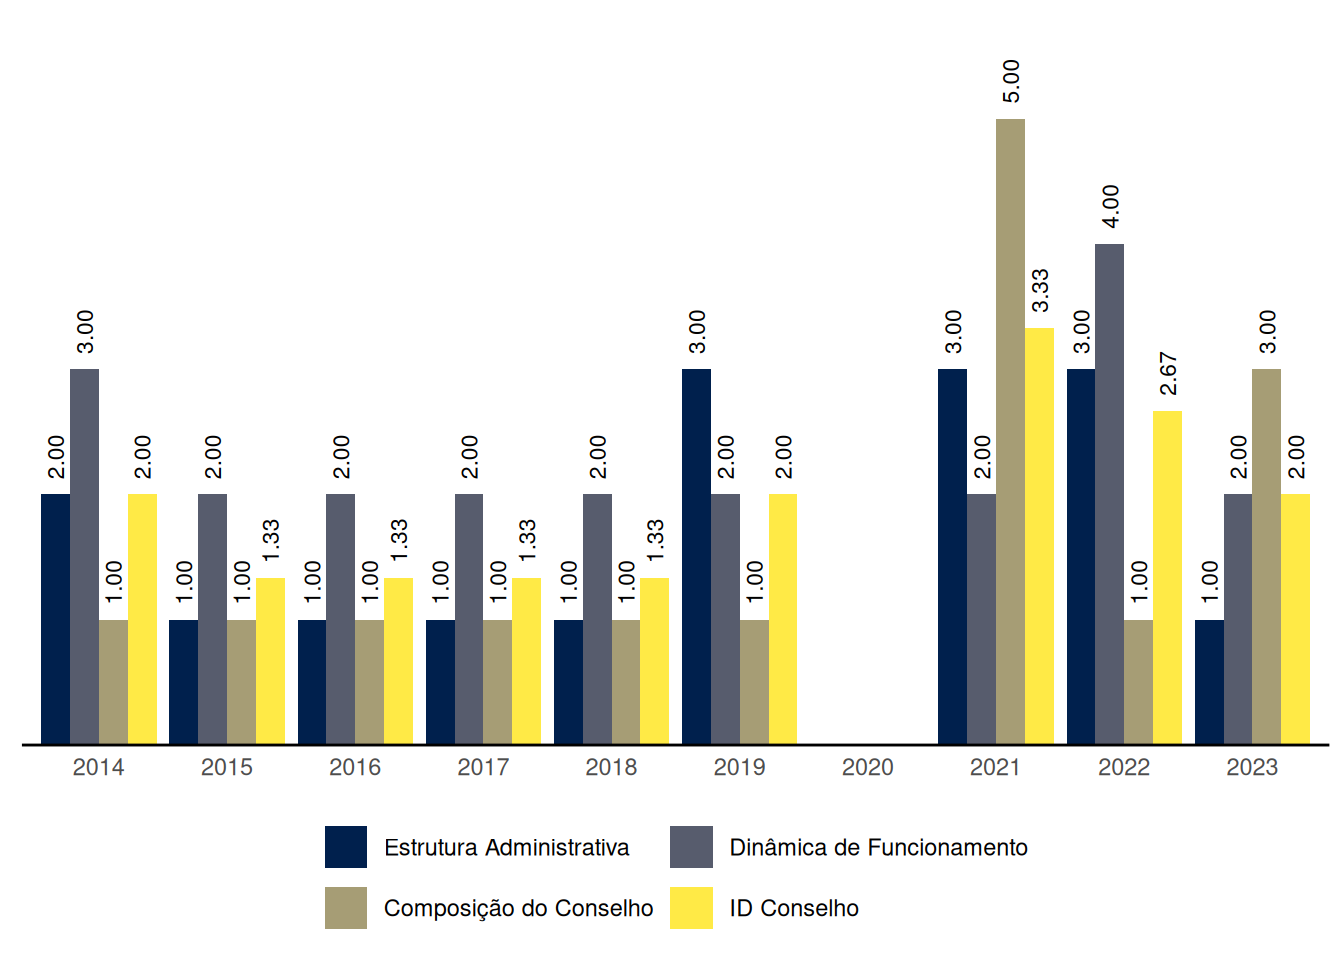 5.00
4.00
3.33
3.00 3.00 3.00 3.00 3.00
2.67
2.00 2.00 2.00 2.00 2.00 2.00 2.00 2.00 2.00 2.00 2.00
1.33 1.33 1.33 1.33
1.00 1.00 1.00 1.00 1.00 1.00 1.00 1.00 1.00 1.00 1.00 1.00
2014 2015 2016 2017 2018 2019 2020 2021 2022 2023
Estrutura Administrativa Dinâmica de Funcionamento
Composição do Conselho ID Conselho